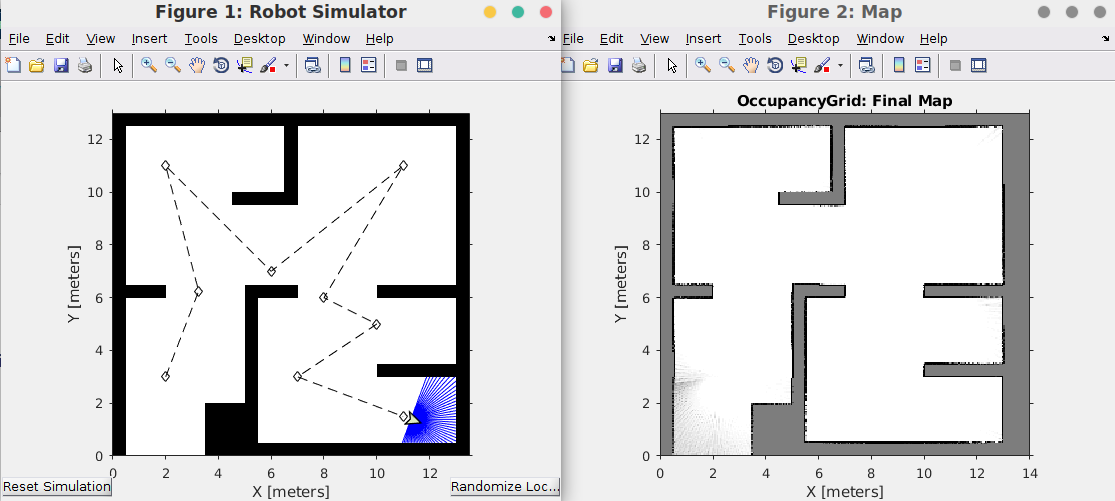 Figure 1: Robot Simulator
File Edit View Insert Tools Desktop Window Help
12
10
8
6
4
2
0
Y [meters]
0 2 4 6 8 10 12
X [meters]
Reset Simulation
Randomize Loc...
Figure 2: Map
File Edit View Insert Tools Desktop Window Help
OccupancyGrid: Final Map
12
10
8
6
4
2
0
Y [meters]
0 2 4 6 8 10 12 14
X [meters]